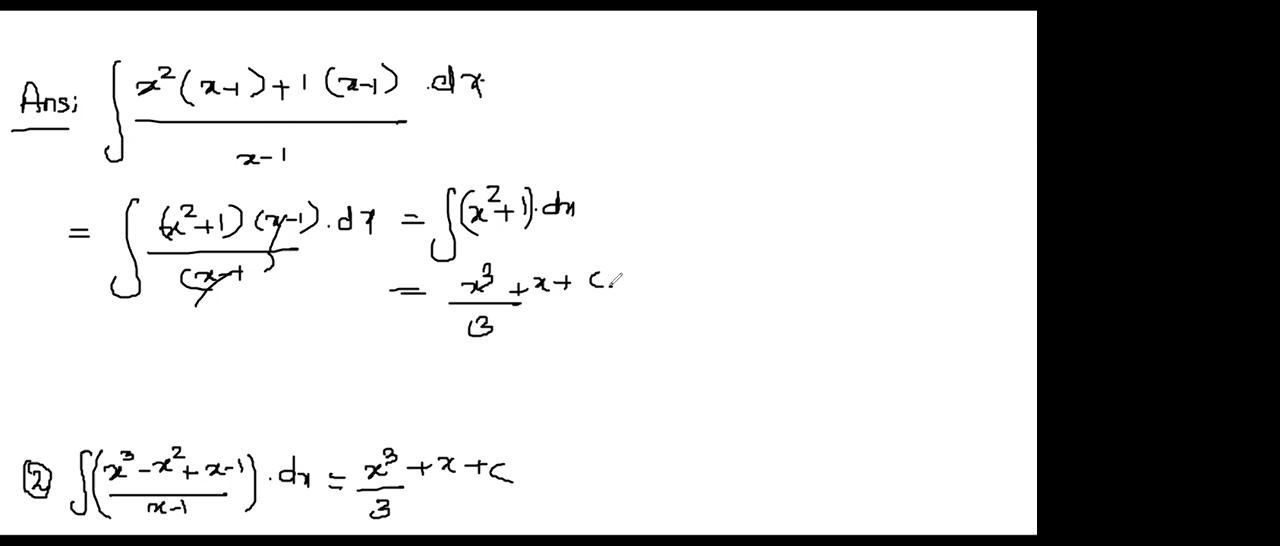 Ans; ∫ x²(x-1)+1(x-1) / x-1 .dx
= ∫ (x²+1)(x-1) / (x-1) .dx = ∫(x²+1).dx
= x³/3 + x + c.
② ∫(x³-x²+x-1 / x-1).dx = x³/3 + x + c